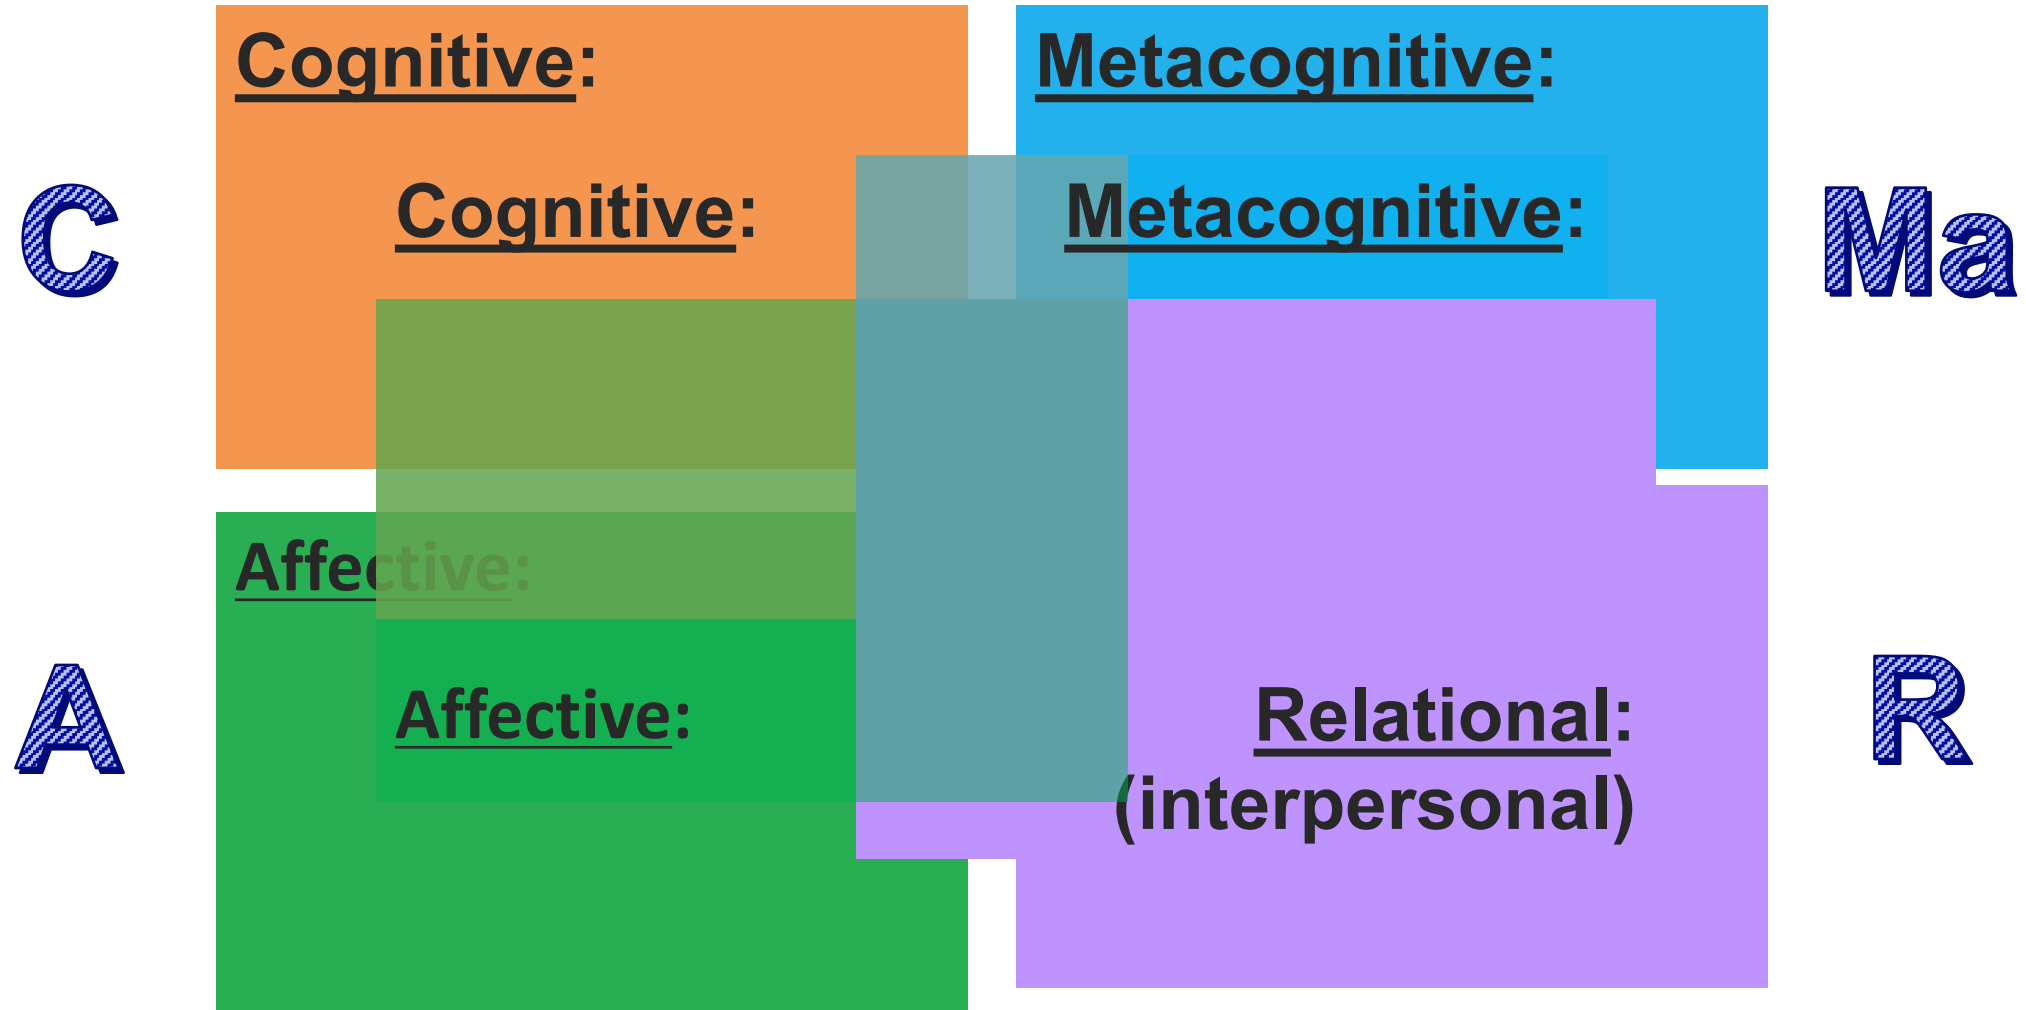 Cognitive:
Metacognitive:
C
Cognitive:
Metacognitive:
Ma
Affective:
A
Affective:
Relational:
(interpersonal)
R